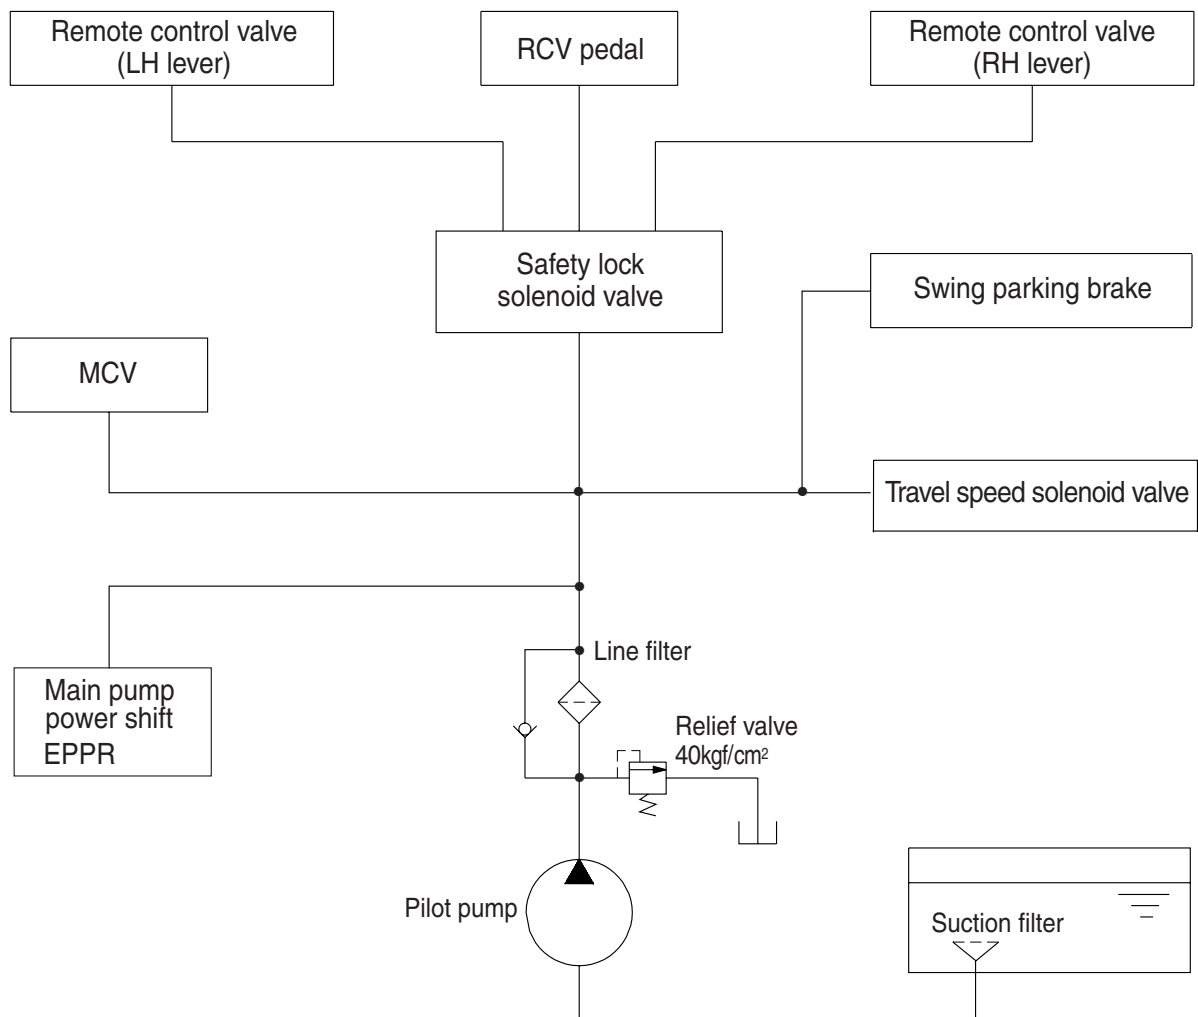 Remote control valve
(LH lever)
RCV pedal
Remote control valve
(RH lever)
Safety lock
solenoid valve
Swing parking brake
MCV
Travel speed solenoid valve
Line filter
Main pump
power shift
EPPR
Relief valve
40kgf/cm²
Pilot pump
Suction filter